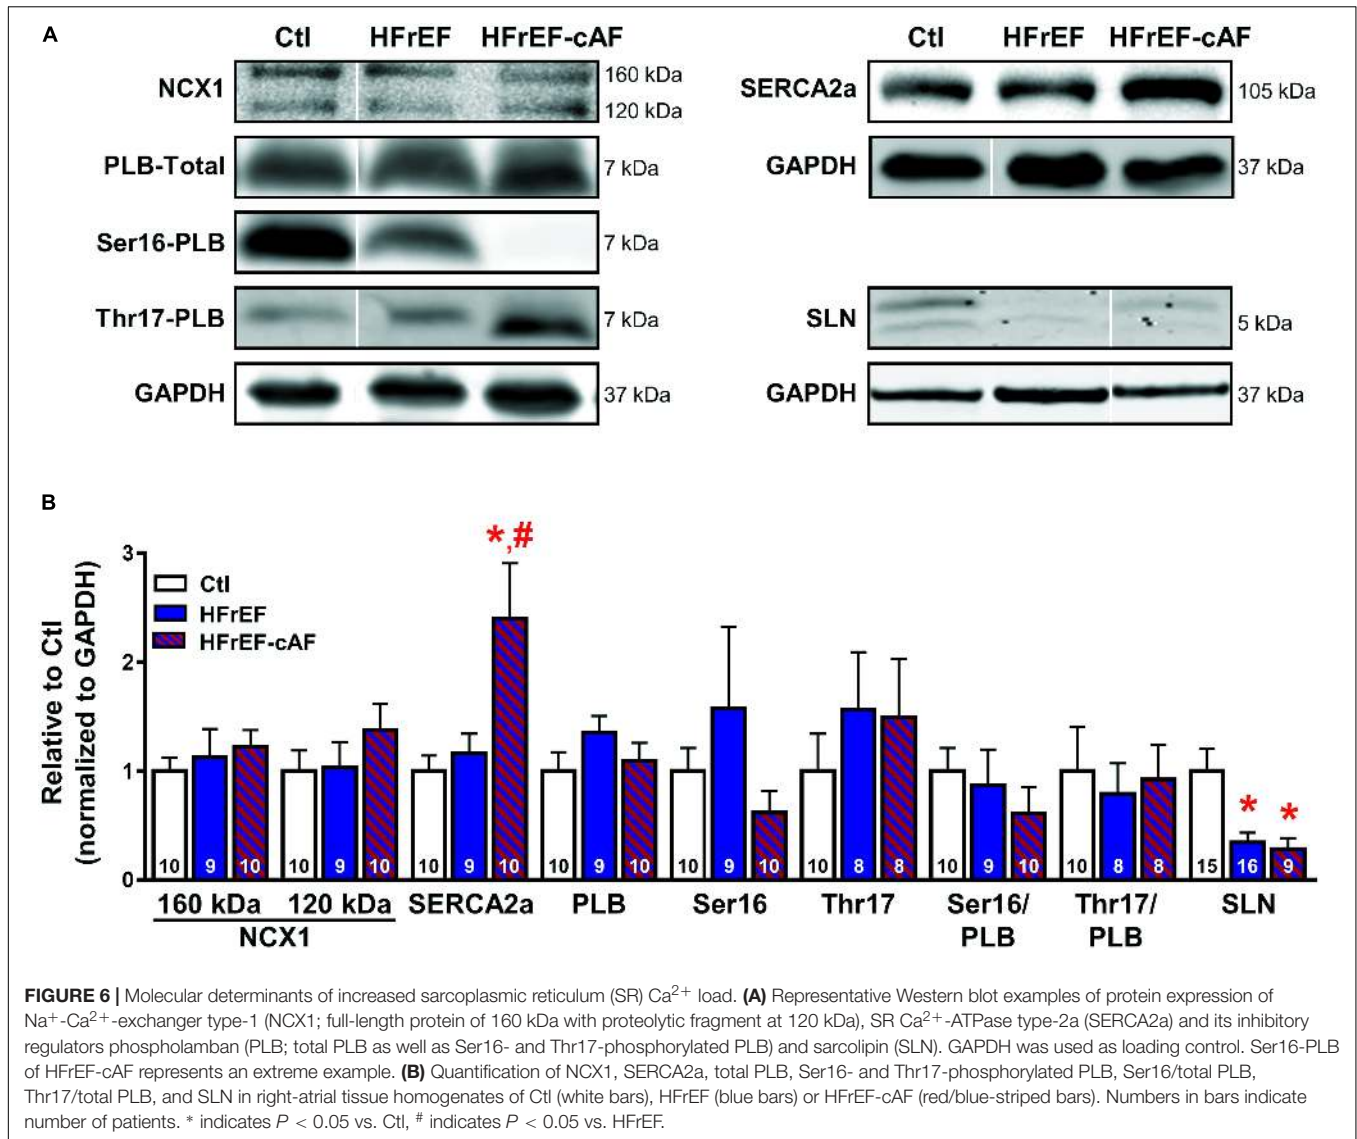 A
Ctl HFrEF HFrEF-cAF
NCX1 160 kDa
120 kDa
PLB-Total 7 kDa
Ser16-PLB 7 kDa
Thr17-PLB 7 kDa
GAPDH 37 kDa
Ctl HFrEF HFrEF-cAF
SERCA2a 105 kDa
GAPDH 37 kDa
SLN 5 kDa
GAPDH 37 kDa
B
Relative to Ctl
(normalized to GAPDH)
3
2
1
0
Ctl
HFrEF
HFrEF-cAF
*,#
* *
10 9 10 10 9 10 10 9 10 10 9 10 10 9 10 10 8 8 10 9 10 10 8 8 15 16 9
160 kDa 120 kDa SERCA2a PLB Ser16 Thr17 Ser16/ Thr17/ SLN
NCX1 PLB PLB
FIGURE 6 | Molecular determinants of increased sarcoplasmic reticulum (SR) Ca2+ load. (A) Representative Western blot examples of protein expression of
Na+-Ca2+-exchanger type-1 (NCX1; full-length protein of 160 kDa with proteolytic fragment at 120 kDa), SR Ca2+-ATPase type-2a (SERCA2a) and its inhibitory
regulators phospholamban (PLB; total PLB as well as Ser16- and Thr17-phosphorylated PLB) and sarcolipin (SLN). GAPDH was used as loading control. Ser16-PLB
of HFrEF-cAF represents an extreme example. (B) Quantification of NCX1, SERCA2a, total PLB, Ser16- and Thr17-phosphorylated PLB, Ser16/total PLB,
Thr17/total PLB, and SLN in right-atrial tissue homogenates of Ctl (white bars), HFrEF (blue bars) or HFrEF-cAF (red/blue-striped bars). Numbers in bars indicate
number of patients. * indicates P < 0.05 vs. Ctl, # indicates P < 0.05 vs. HFrEF.